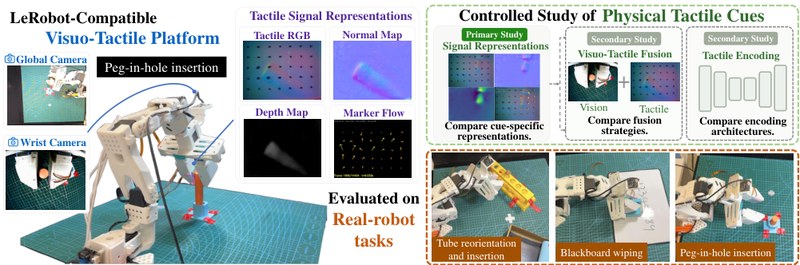 LeRobot-Compatible
Visuo-Tactile Platform
Global Camera
Peg-in-hole insertion
Wrist Camera
Tactile Signal Representations
Tactile RGB
Normal Map
Depth Map
Marker Flow
Evaluated on
Real-robot
tasks
Controlled Study of Physical Tactile Cues
Primary Study
Signal Representations
Compare cue-specific
representations.
Secondary Study
Visuo-Tactile Fusion
Vision
Tactile
Compare fusion
strategies.
Secondary Study
Tactile Encoding
Compare encoding
architectures.
Tube reorientation
and insertion
Blackboard wiping
Peg-in-hole insertion